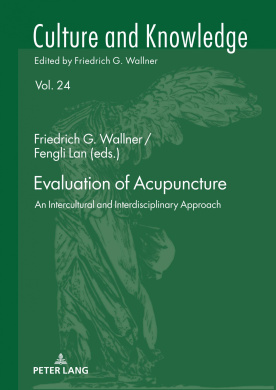 Culture and Knowledge
Edited by Friedrich G. Wallner
Vol. 24
Friedrich G. Wallner /
Fengli Lan (eds.)
Evaluation of Acupuncture
An Intercultural and Interdisciplinary Approach
PETER LANG